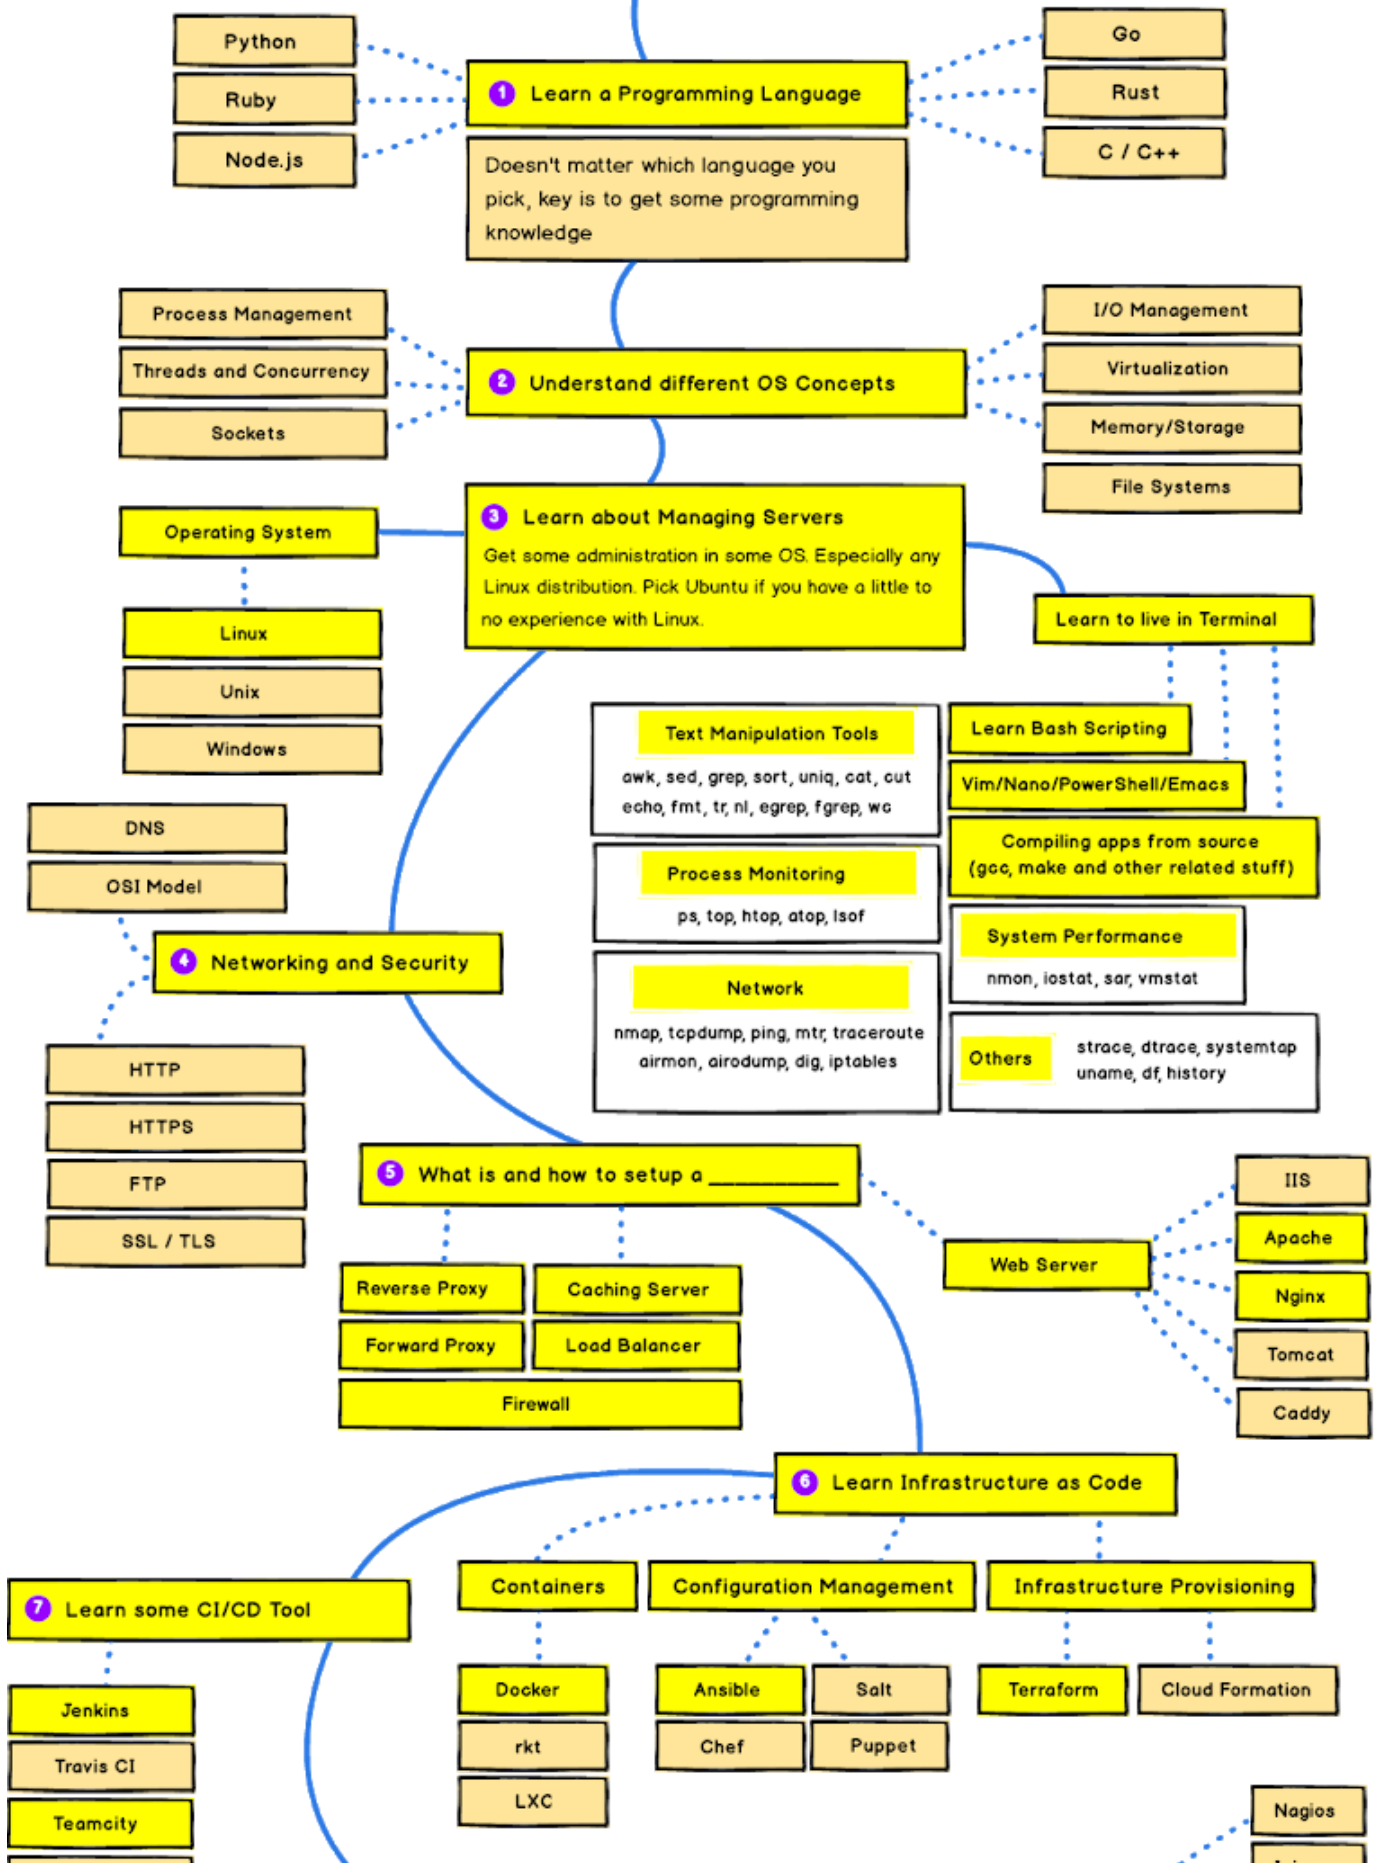 Python
Ruby
Node.js
1 Learn a Programming Language
Go
Rust
C / C++
Doesn't matter which language you
pick, key is to get some programming
knowledge
Process Management
Threads and Concurrency
Sockets
2 Understand different OS Concepts
I/O Management
Virtualization
Memory/Storage
File Systems
3 Learn about Managing Servers
Get some administration in some OS. Especially any
Linux distribution. Pick Ubuntu if you have a little to
no experience with Linux.
Operating System
Linux
Unix
Windows
Learn to live in Terminal
Learn Bash Scripting
Vim/Nano/PowerShell/Emacs
Compiling apps from source
(gcc, make and other related stuff)
Text Manipulation Tools
awk, sed, grep, sort, uniq, cat, cut
echo, fmt, tr, nl, egrep, fgrep, wc
Process Monitoring
ps, top, htop, atop, lsof
System Performance
nmon, iostat, sar, vmstat
Network
nmap, tcpdump, ping, mtr, traceroute
airmon, airodump, dig, iptables
Others
strace, dtrace, systemtap
uname, df, history
DNS
OSI Model
4 Networking and Security
HTTP
HTTPS
FTP
SSL / TLS
5 What is and how to setup a ___________
Reverse Proxy
Caching Server
Forward Proxy
Load Balancer
Firewall
Web Server
IIS
Apache
Nginx
Tomcat
Caddy
6 Learn Infrastructure as Code
Containers
Docker
rkt
LXC
Configuration Management
Ansible
Salt
Chef
Puppet
Infrastructure Provisioning
Terraform
Cloud Formation
7 Learn some CI/CD Tool
Jenkins
Travis CI
Teamcity
Nagios